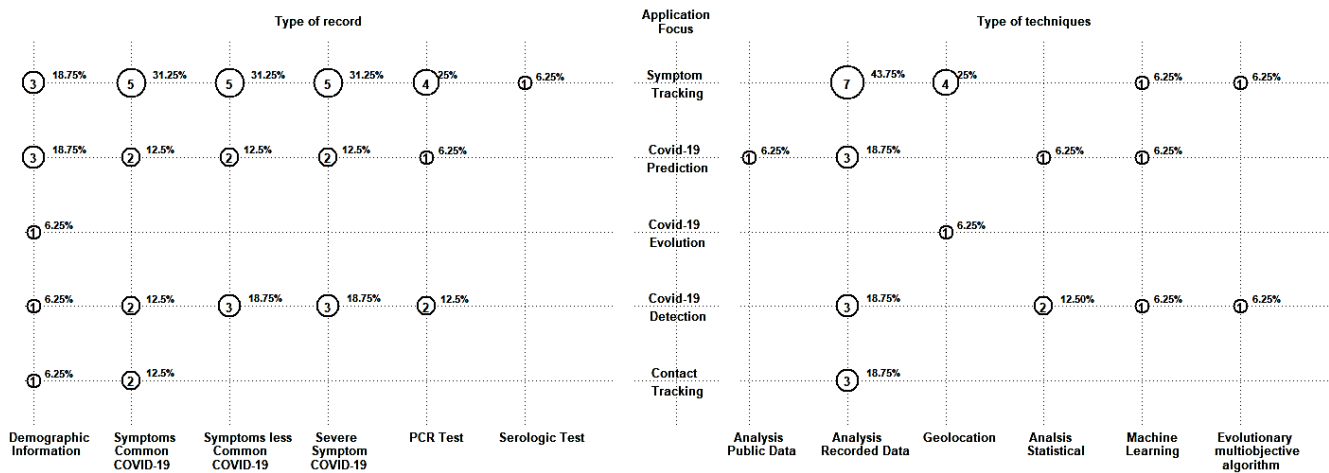 Type of record
Application
Focus
Type of techniques
3 18.75% 5 31.25% 5 31.25% 5 31.25% 4 25% 1 6.25%
Symptom
Tracking
7 43.75% 4 25% 1 6.25% 1 6.25%
3 18.75% 2 12.5% 2 12.5% 2 12.5% 1 6.25%
Covid-19
Prediction
1 6.25% 3 18.75% 1 6.25% 1 6.25%
1 6.25%
Covid-19
Evolution
1 6.25%
1 6.25% 2 12.5% 3 18.75% 3 18.75% 2 12.5%
Covid-19
Detection
3 18.75% 2 12.50% 1 6.25% 1 6.25%
1 6.25% 2 12.5%
Contact
Tracking
3 18.75%
Demographic
Information
Symptoms
Common
COVID-19
Symptoms less
Common
COVID-19
Severe
Symptom
COVID-19
PCR Test
Serologic Test
Analysis
Public Data
Analysis
Recorded Data
Geolocation
Analsis
Statistical
Machine
Learning
Evolutionary
multiobjective
algorithm